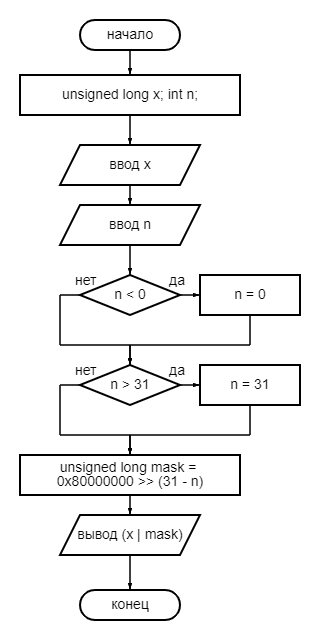 начало
unsigned long x; int n;
ввод x
ввод n
нет
да
n < 0
n = 0
нет
да
n > 31
n = 31
unsigned long mask =
0x80000000 >> (31 - n)
вывод (x | mask)
конец